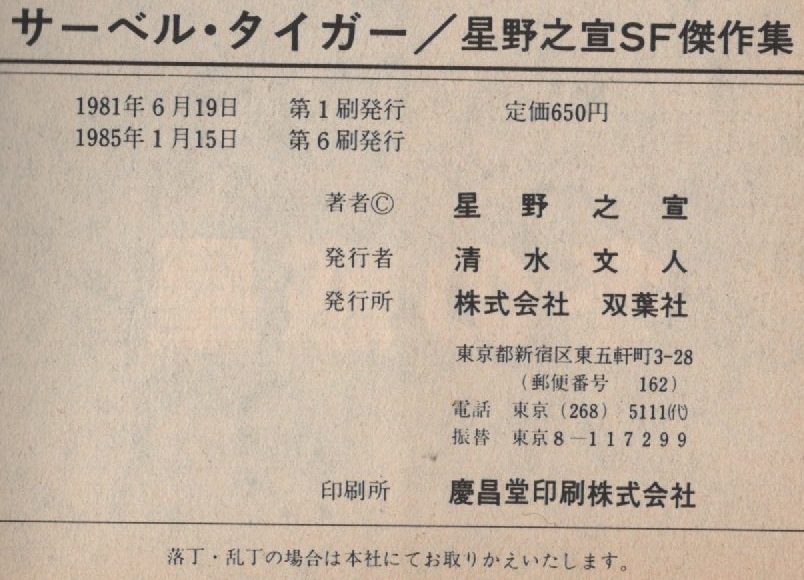 サーベル・タイガー／星野之宣SF傑作集
1981年6月19日　第1刷発行　定価650円
1985年1月15日　第6刷発行
著者©　星野之宣
発行者　清水文人
発行所　株式会社　双葉社
東京都新宿区東五軒町3-28
（郵便番号　162）
電話　東京（268）5111㈹
振替　東京8－117299
印刷所　慶昌堂印刷株式会社
落丁・乱丁の場合は本社にてお取りかえいたします。